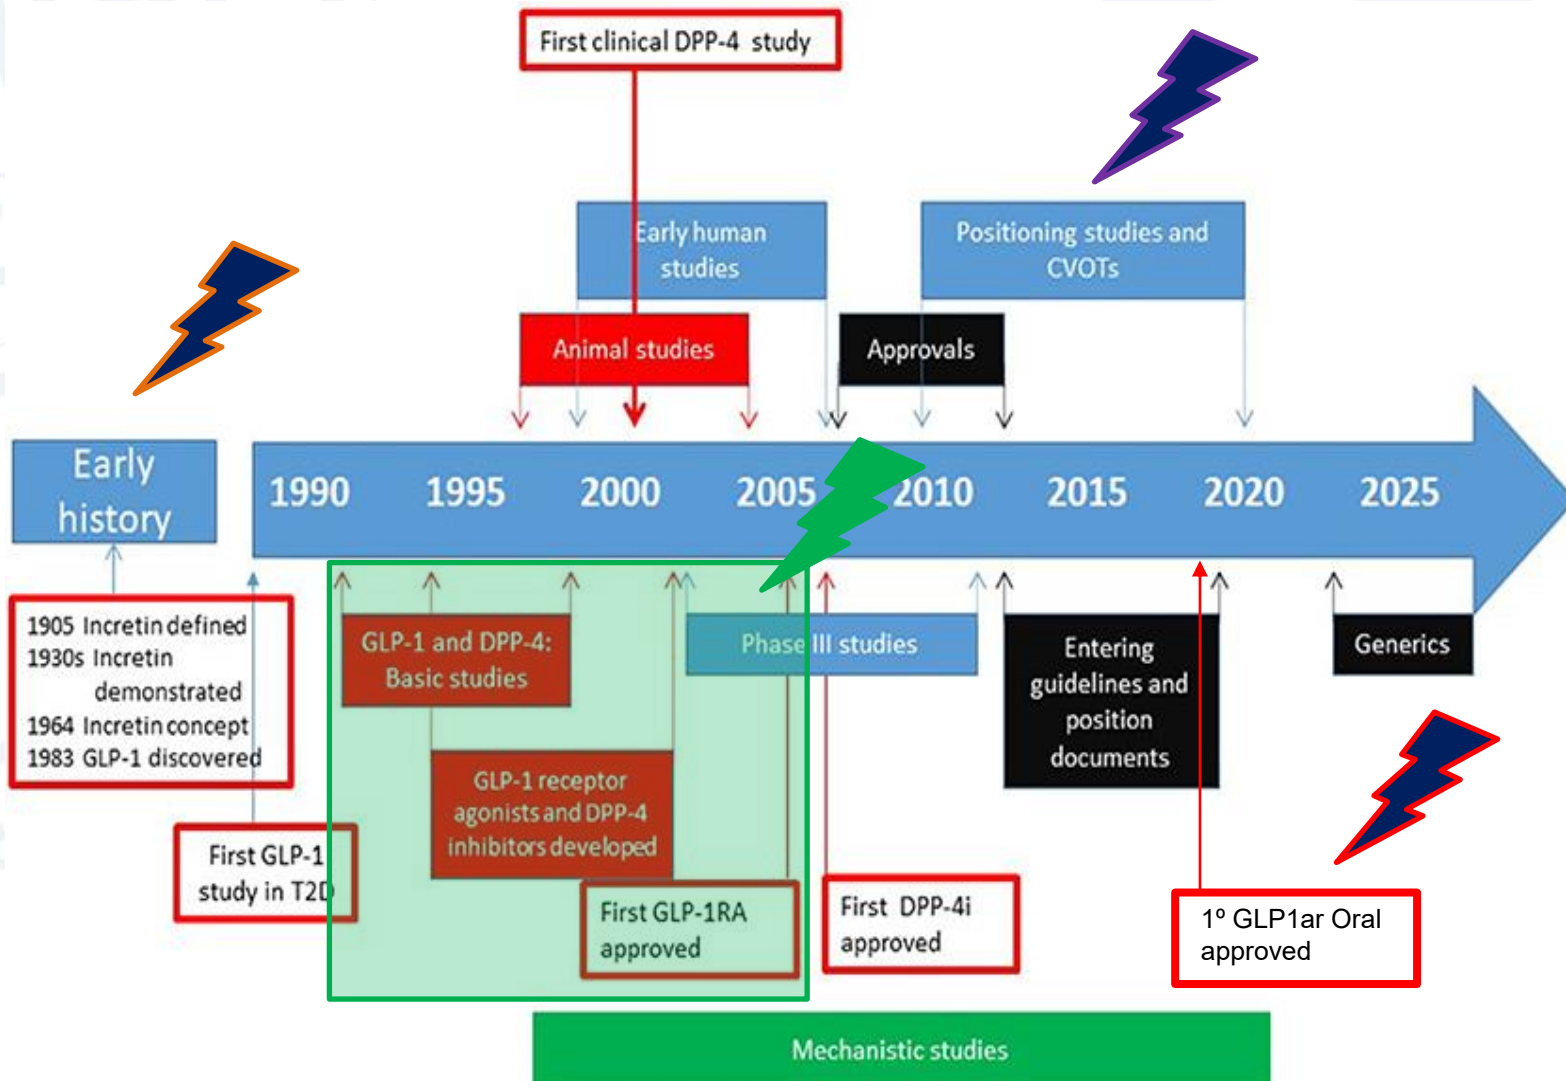 First clinical DPP-4 study
Early human
studies
Positioning studies and
CVOTs
Animal studies
Approvals
Early
history
1990
1995
2000
2005
2010
2015
2020
2025
1905 Incretin defined
1930s Incretin
demonstrated
1964 Incretin concept
1983 GLP-1 discovered
GLP-1 and DPP-4:
Basic studies
Phase III studies
Entering
guidelines and
position
documents
Generics
GLP-1 receptor
agonists and DPP-4
inhibitors developed
First GLP-1
study in T2D
First GLP-1RA
approved
First DPP-4i
approved
1º GLP1ar Oral
approved
Mechanistic studies